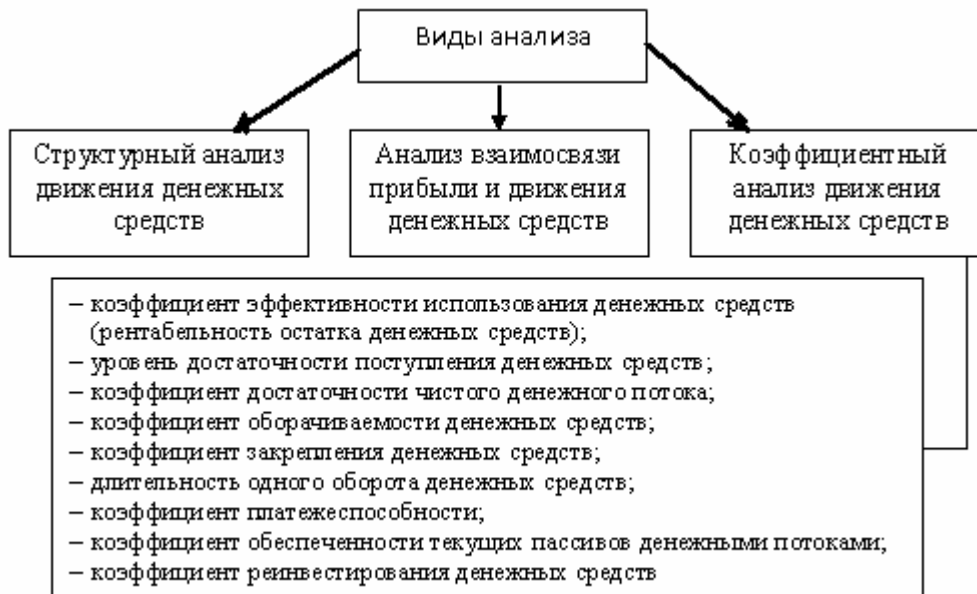 Виды анализа
Структурный анализ
движения денежных
средств
Анализ взаимосвязи
прибыли и движения
денежных средств
Коэффициентный
анализ движения
денежных средств
– коэффициент эффективности использования денежных средств
(рентабельность остатка денежных средств);
– уровень достаточности поступления денежных средств;
– коэффициент достаточности чистого денежного потока;
– коэффициент оборачиваемости денежных средств;
– коэффициент закрепления денежных средств;
– длительность одного оборота денежных средств;
– коэффициент платежеспособности;
– коэффициент обеспеченности текущих пассивов денежными потоками;
– коэффициент реинвестирования денежных средств